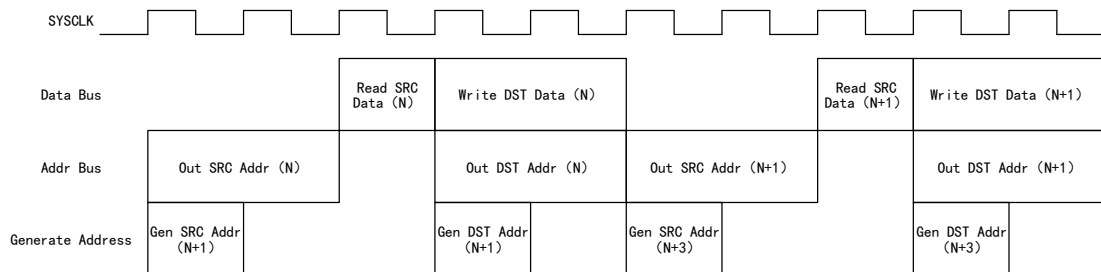 SYSCLK
Data Bus
Read SRC
Data（N）
Write DST Data（N）
Read SRC
Data（N+1）
Write DST Data（N+1）
Addr Bus
Out SRC Addr（N）
Out DST Addr（N）
Out SRC Addr（N+1）
Out DST Addr（N+1）
Generate Address
Gen SRC Addr
（N+1）
Gen DST Addr
（N+1）
Gen SRC Addr
（N+3）
Gen DST Addr
（N+3）